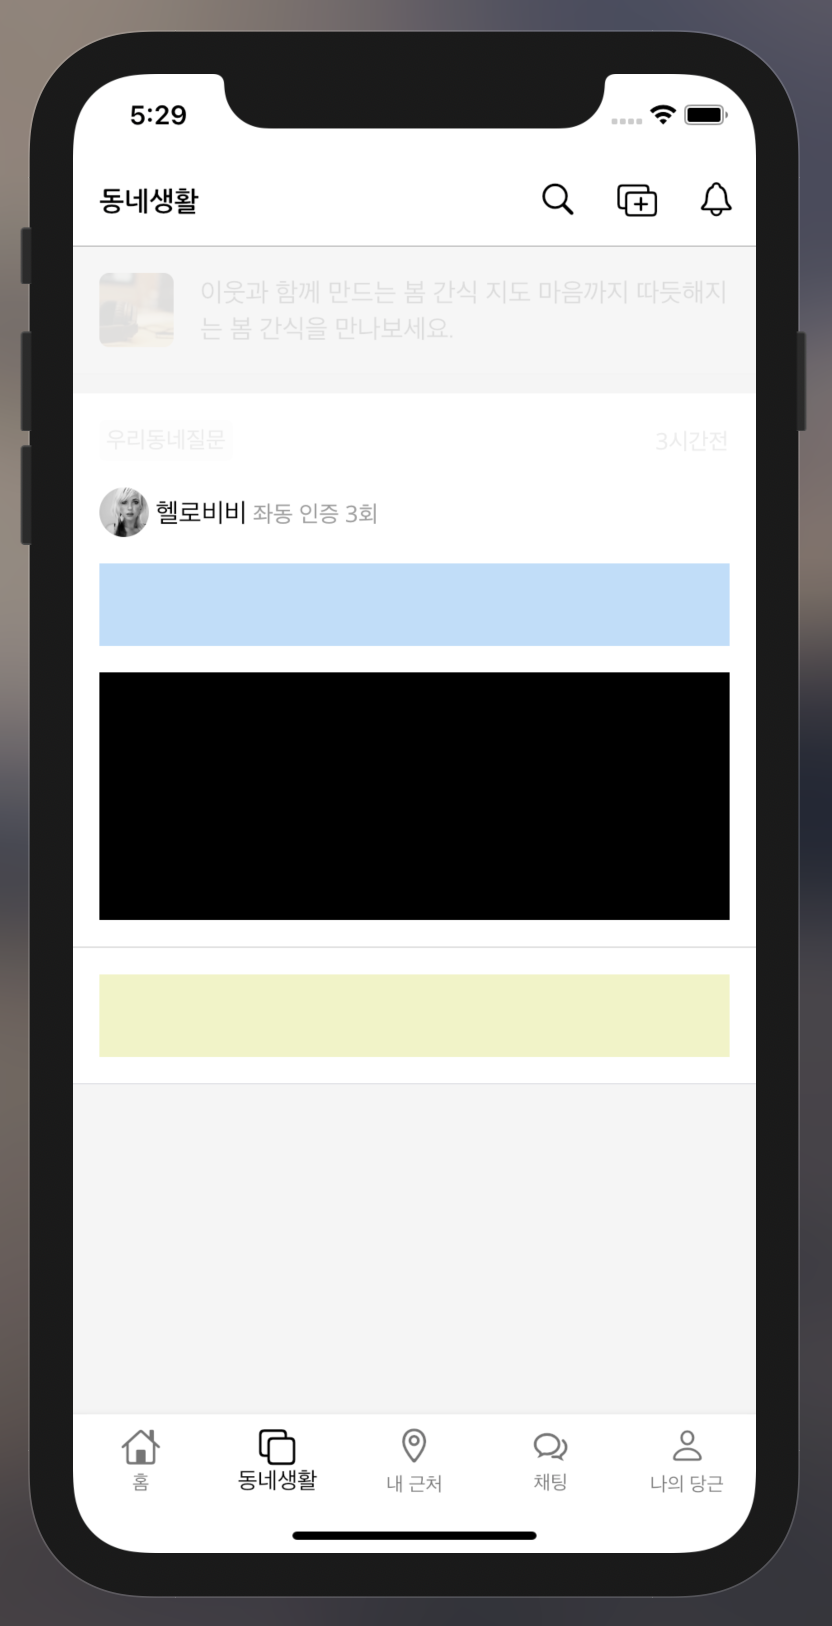 5:29
동네생활
이웃과 함께 만드는 봄 간식 지도 마음까지 따듯해지
는 봄 간식을 만나보세요.
우리동네질문
3시간전
헬로비비 좌동 인증 3회
홈
동네생활
내 근처
채팅
나의 당근